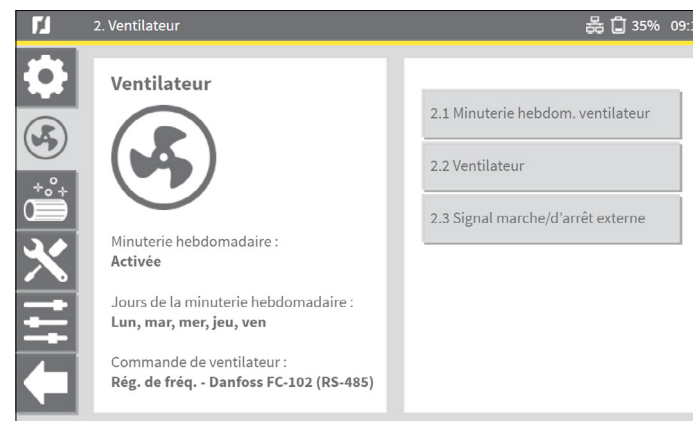 2. Ventilateur
35% 09:
Ventilateur
Minuterie hebdomadaire :
Activée
Jours de la minuterie hebdomadaire :
Lun, mar, mer, jeu, ven
Commande de ventilateur :
Rég. de fréq. - Danfoss FC-102 (RS-485)
2.1 Minuterie hebdom. ventilateur
2.2 Ventilateur
2.3 Signal marche/d’arrêt externe